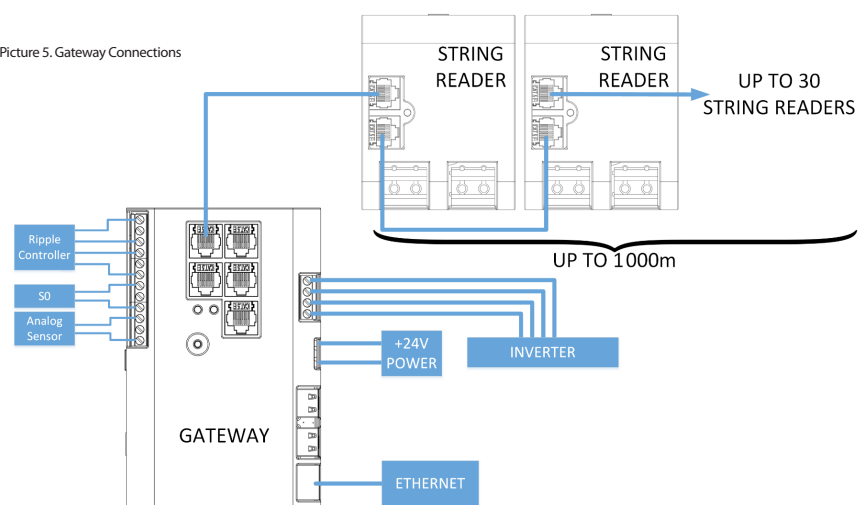 Picture 5. Gateway Connections
STRING
READER
STRING
READER
UP TO 30
STRING READERS
UP TO 1000m
Ripple
Controller
S0
Analog
Sensor
+24V
POWER
INVERTER
GATEWAY
ETHERNET